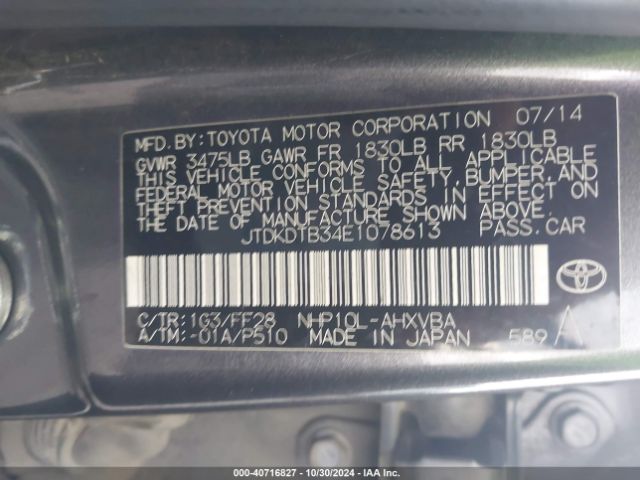 MFD.BY:TOYOTA MOTOR CORPORATION 07/14
GVWR 3475LB GAWR FR 1830LB RR 1830LB
THIS VEHICLE CONFORMS TO ALL APPLICABLE
FEDERAL MOTOR VEHICLE SAFETY,BUMPER,AND
THEFT PREVENTION STANDARDS IN EFFECT ON
THE DATE OF MANUFACTURE SHOWN ABOVE.
JTDKDTB34E1078613 PASS.CAR
C/TR:1G3/FF28 NHP10L-AHXVBA
A/TM:-01A/P510 MADE IN JAPAN 589 A
000-40716827 | 10/30/2024 | IAA Inc.